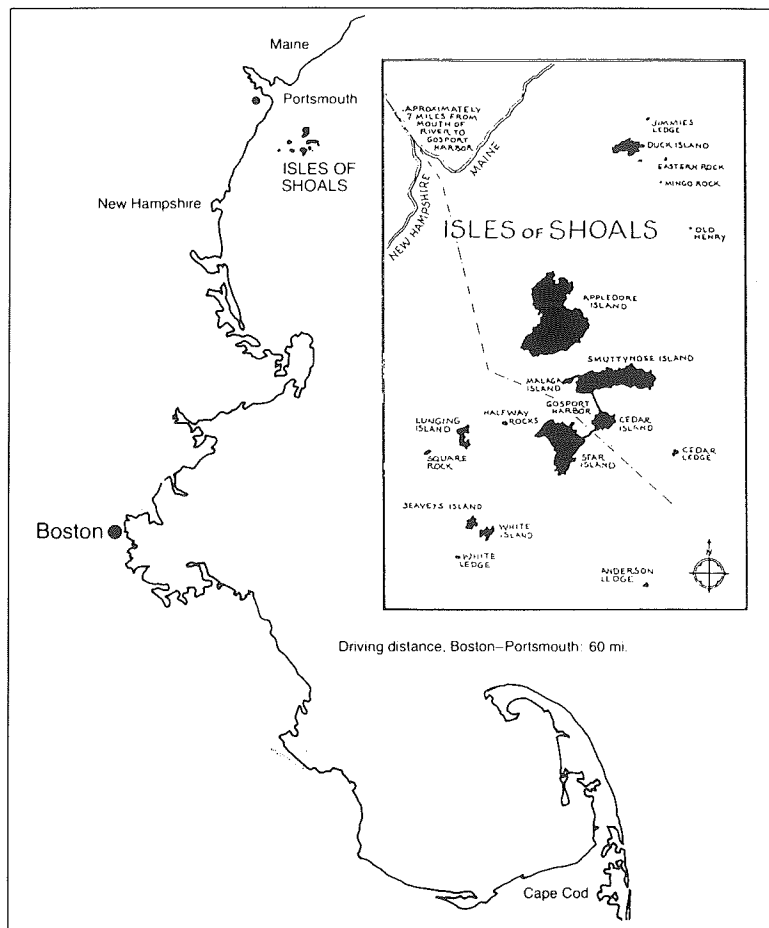 Maine
Portsmouth
ISLES OF
SHOALS
New Hampshire
Boston
APROXIMATELY
7 MILES FROM
MOUTH OF
RIVER TO
GOSPORT
HARBOR
MAINE
NEW HAMPSHIRE
JIMMIES
LEDGE
DUCK ISLAND
EASTERN ROCK
MINGO ROCK
ISLES OF SHOALS
OLD
HENRY
APPLEDORE
ISLAND
SMUTTYNOSE ISLAND
MALAGA
ISLAND
GOSPORT
HARBOR
HALFWAY
ROCKS
LUNGING
ISLAND
CEDAR
ISLAND
SQUARE
ROCK
STAR
ISLAND
CEDAR
LEDGE
SEAVEYS ISLAND
WHITE
ISLAND
WHITE
LEDGE
ANDERSON
LEDGE
N
Driving distance, Boston–Portsmouth: 60 mi.
Cape Cod